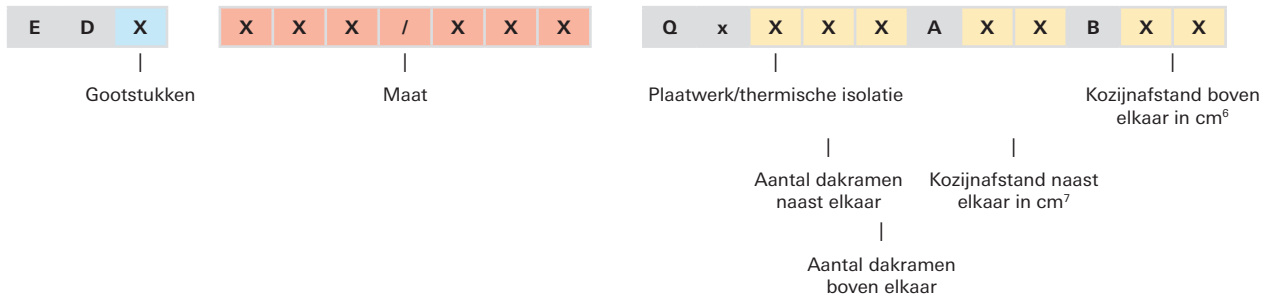 E D X X X X / X X X Q x X X X A X X B X X
Gootstukken Maat Plaatwerk/thermische isolatie Kozijnafstand boven
elkaar in cm⁶
Aantal dakramen Kozijnafstand naast
naast elkaar elkaar in cm⁷
Aantal dakramen
boven elkaar